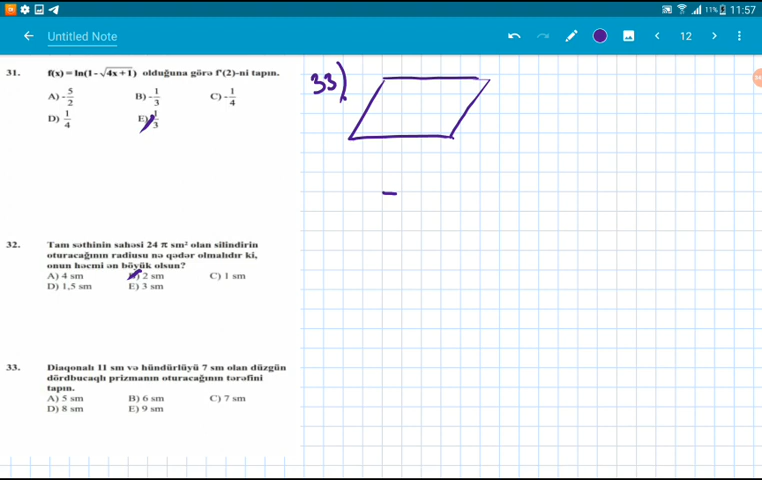 11% 11:57
Untitled Note
12
31. f(x) = ln(1 - √4x+1) olduğuna görə f'(2)-ni tapın.
A) - 5/2 B) - 1/3 C) - 1/4
D) 1/4 E) 1/3
32. Tam səthinin sahəsi 24 π sm² olan silindirin
oturacağının radiusu nə qədər olmalıdır ki,
onun həcmi ən böyük olsun?
A) 4 sm B) 2 sm C) 1 sm
D) 1,5 sm E) 3 sm
33. Diaqonalı 11 sm və hündürlüyü 7 sm olan düzgün
dördbucaqlı prizmanın oturacağının tərəfini
tapın.
A) 5 sm B) 6 sm C) 7 sm
D) 8 sm E) 9 sm
33)